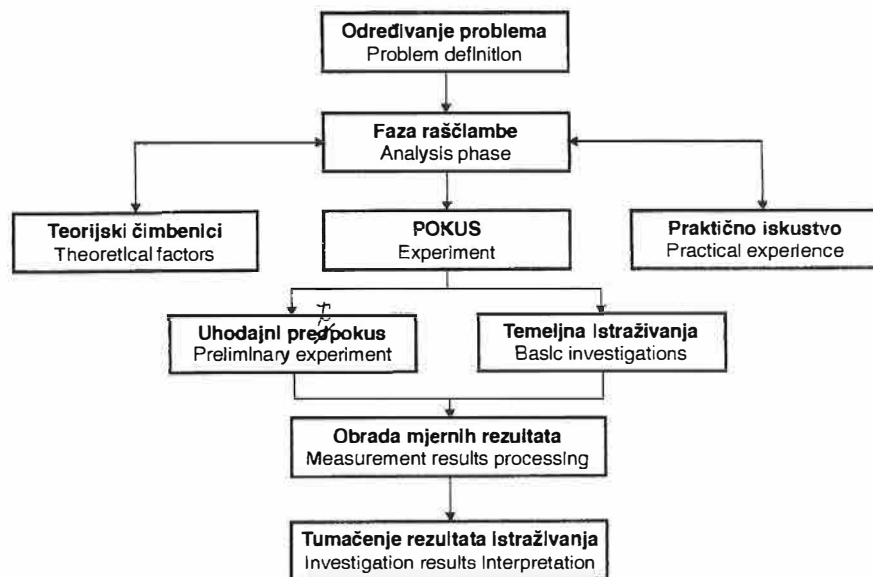 Određivanje problema
Problem definition
Faza raščlambe
Analysis phase
Teorijski čimbenici
Theoretical factors
POKUS
Experiment
Praktično iskustvo
Practical experience
Uhodajni predpokus
Preliminary experiment
Temeljna istraživanja
Basic investigations
Obrada mjernih rezultata
Measurement results processing
Tumačenje rezultata istraživanja
Investigation results interpretation